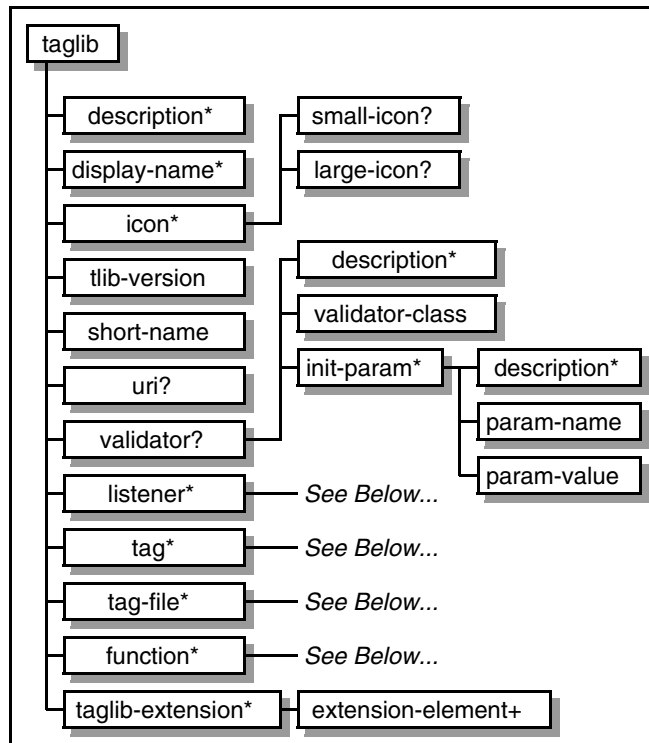 taglib
description*
small-icon?
display-name*
large-icon?
icon*
description*
tlib-version
validator-class
short-name
init-param*
description*
uri?
param-name
validator?
param-value
listener*
See Below...
tag*
See Below...
tag-file*
See Below...
function*
See Below...
taglib-extension*
extension-element+